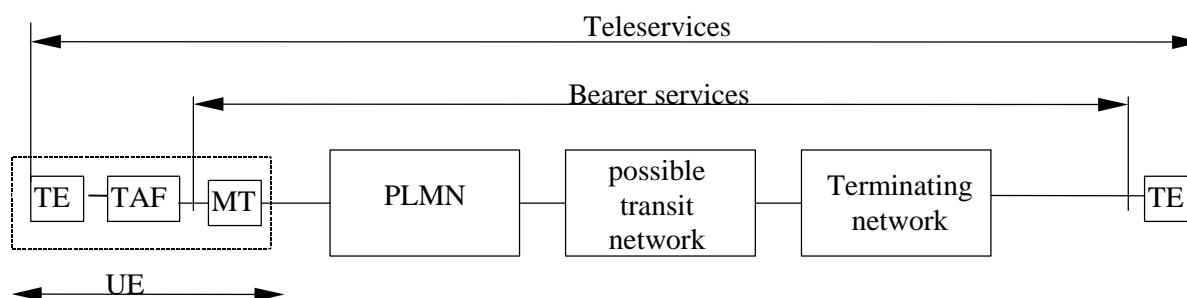 Teleservices
Bearer services
TE
TAF
MT
PLMN
possible
transit
network
Terminating
network
TE
UE